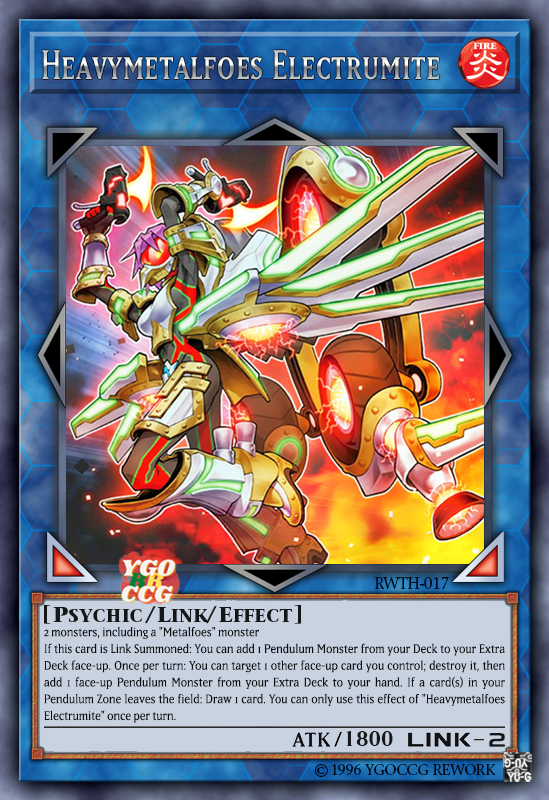 HEAVYMETALFOES ELECTRUMITE
FIRE
炎
YGO
CCG
RWTH-017
[PSYCHIC/LINK/EFFECT]
2 monsters, including a "Metalfoes" monster
If this card is Link Summoned: You can add 1 Pendulum Monster from your Deck to your Extra
Deck face-up. Once per turn: You can target 1 other face-up card you control; destroy it, then
add 1 face-up Pendulum Monster from your Extra Deck to your hand. If a card(s) in your
Pendulum Zone leaves the field: Draw 1 card. You can only use this effect of "Heavymetalfoes
Electrumite" once per turn.
ATK/1800 LINK-2
© 1996 YGOCCG REWORK